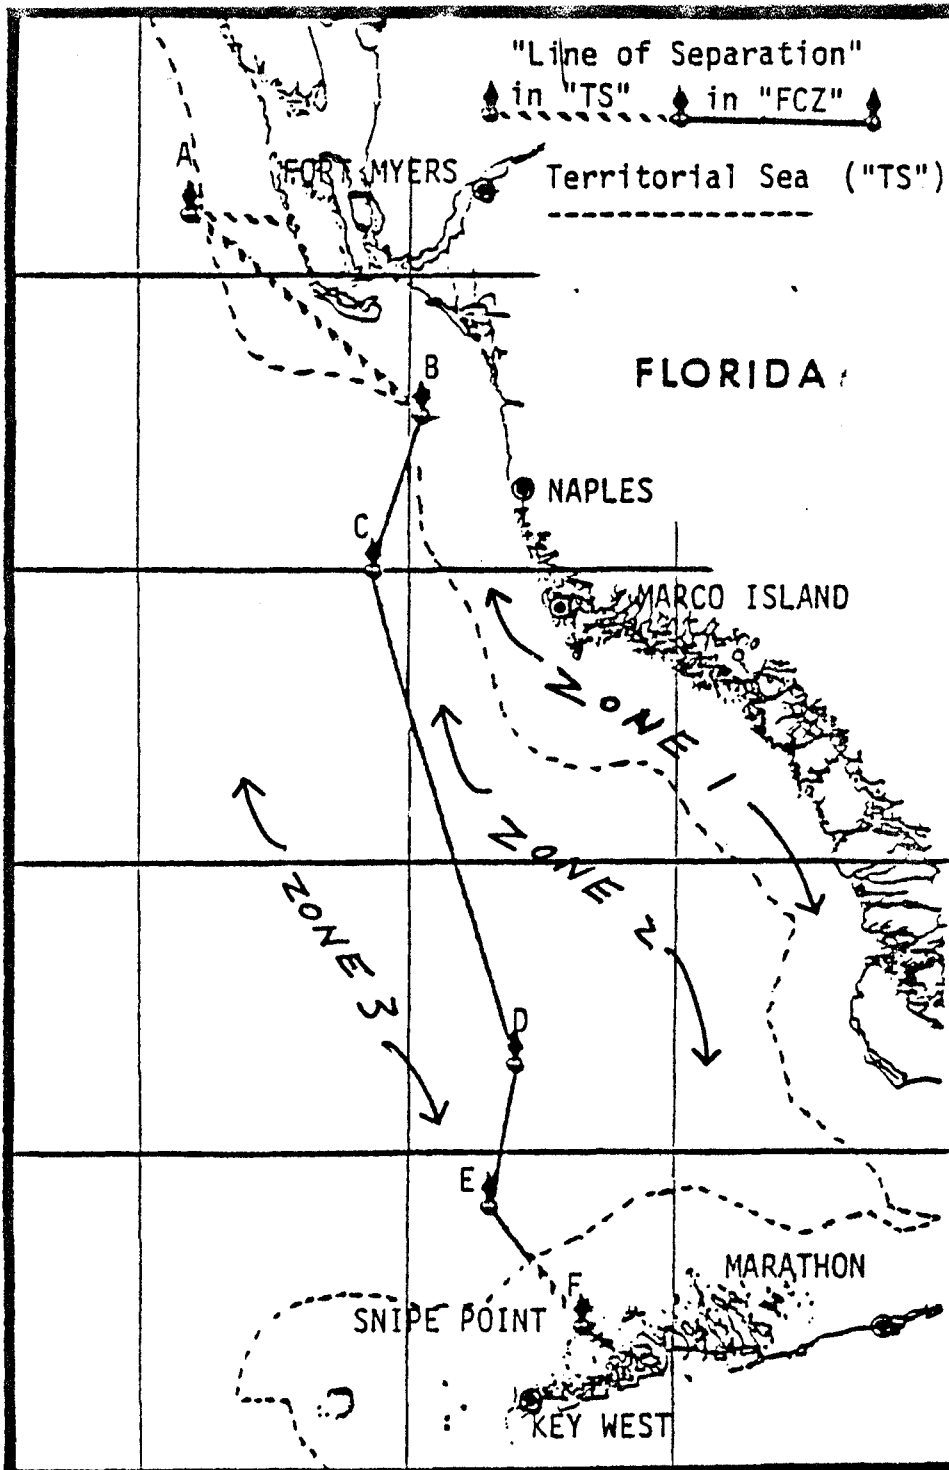 "Line of Separation"
in "TS" in "FCZ"
A
FORT MYERS
Territorial Sea ("TS")
B
FLORIDA
NAPLES
C
MARCO ISLAND
ZONE 1
ZONE 2
ZONE 3
D
E
MARATHON
F
SNIPE POINT
KEY WEST